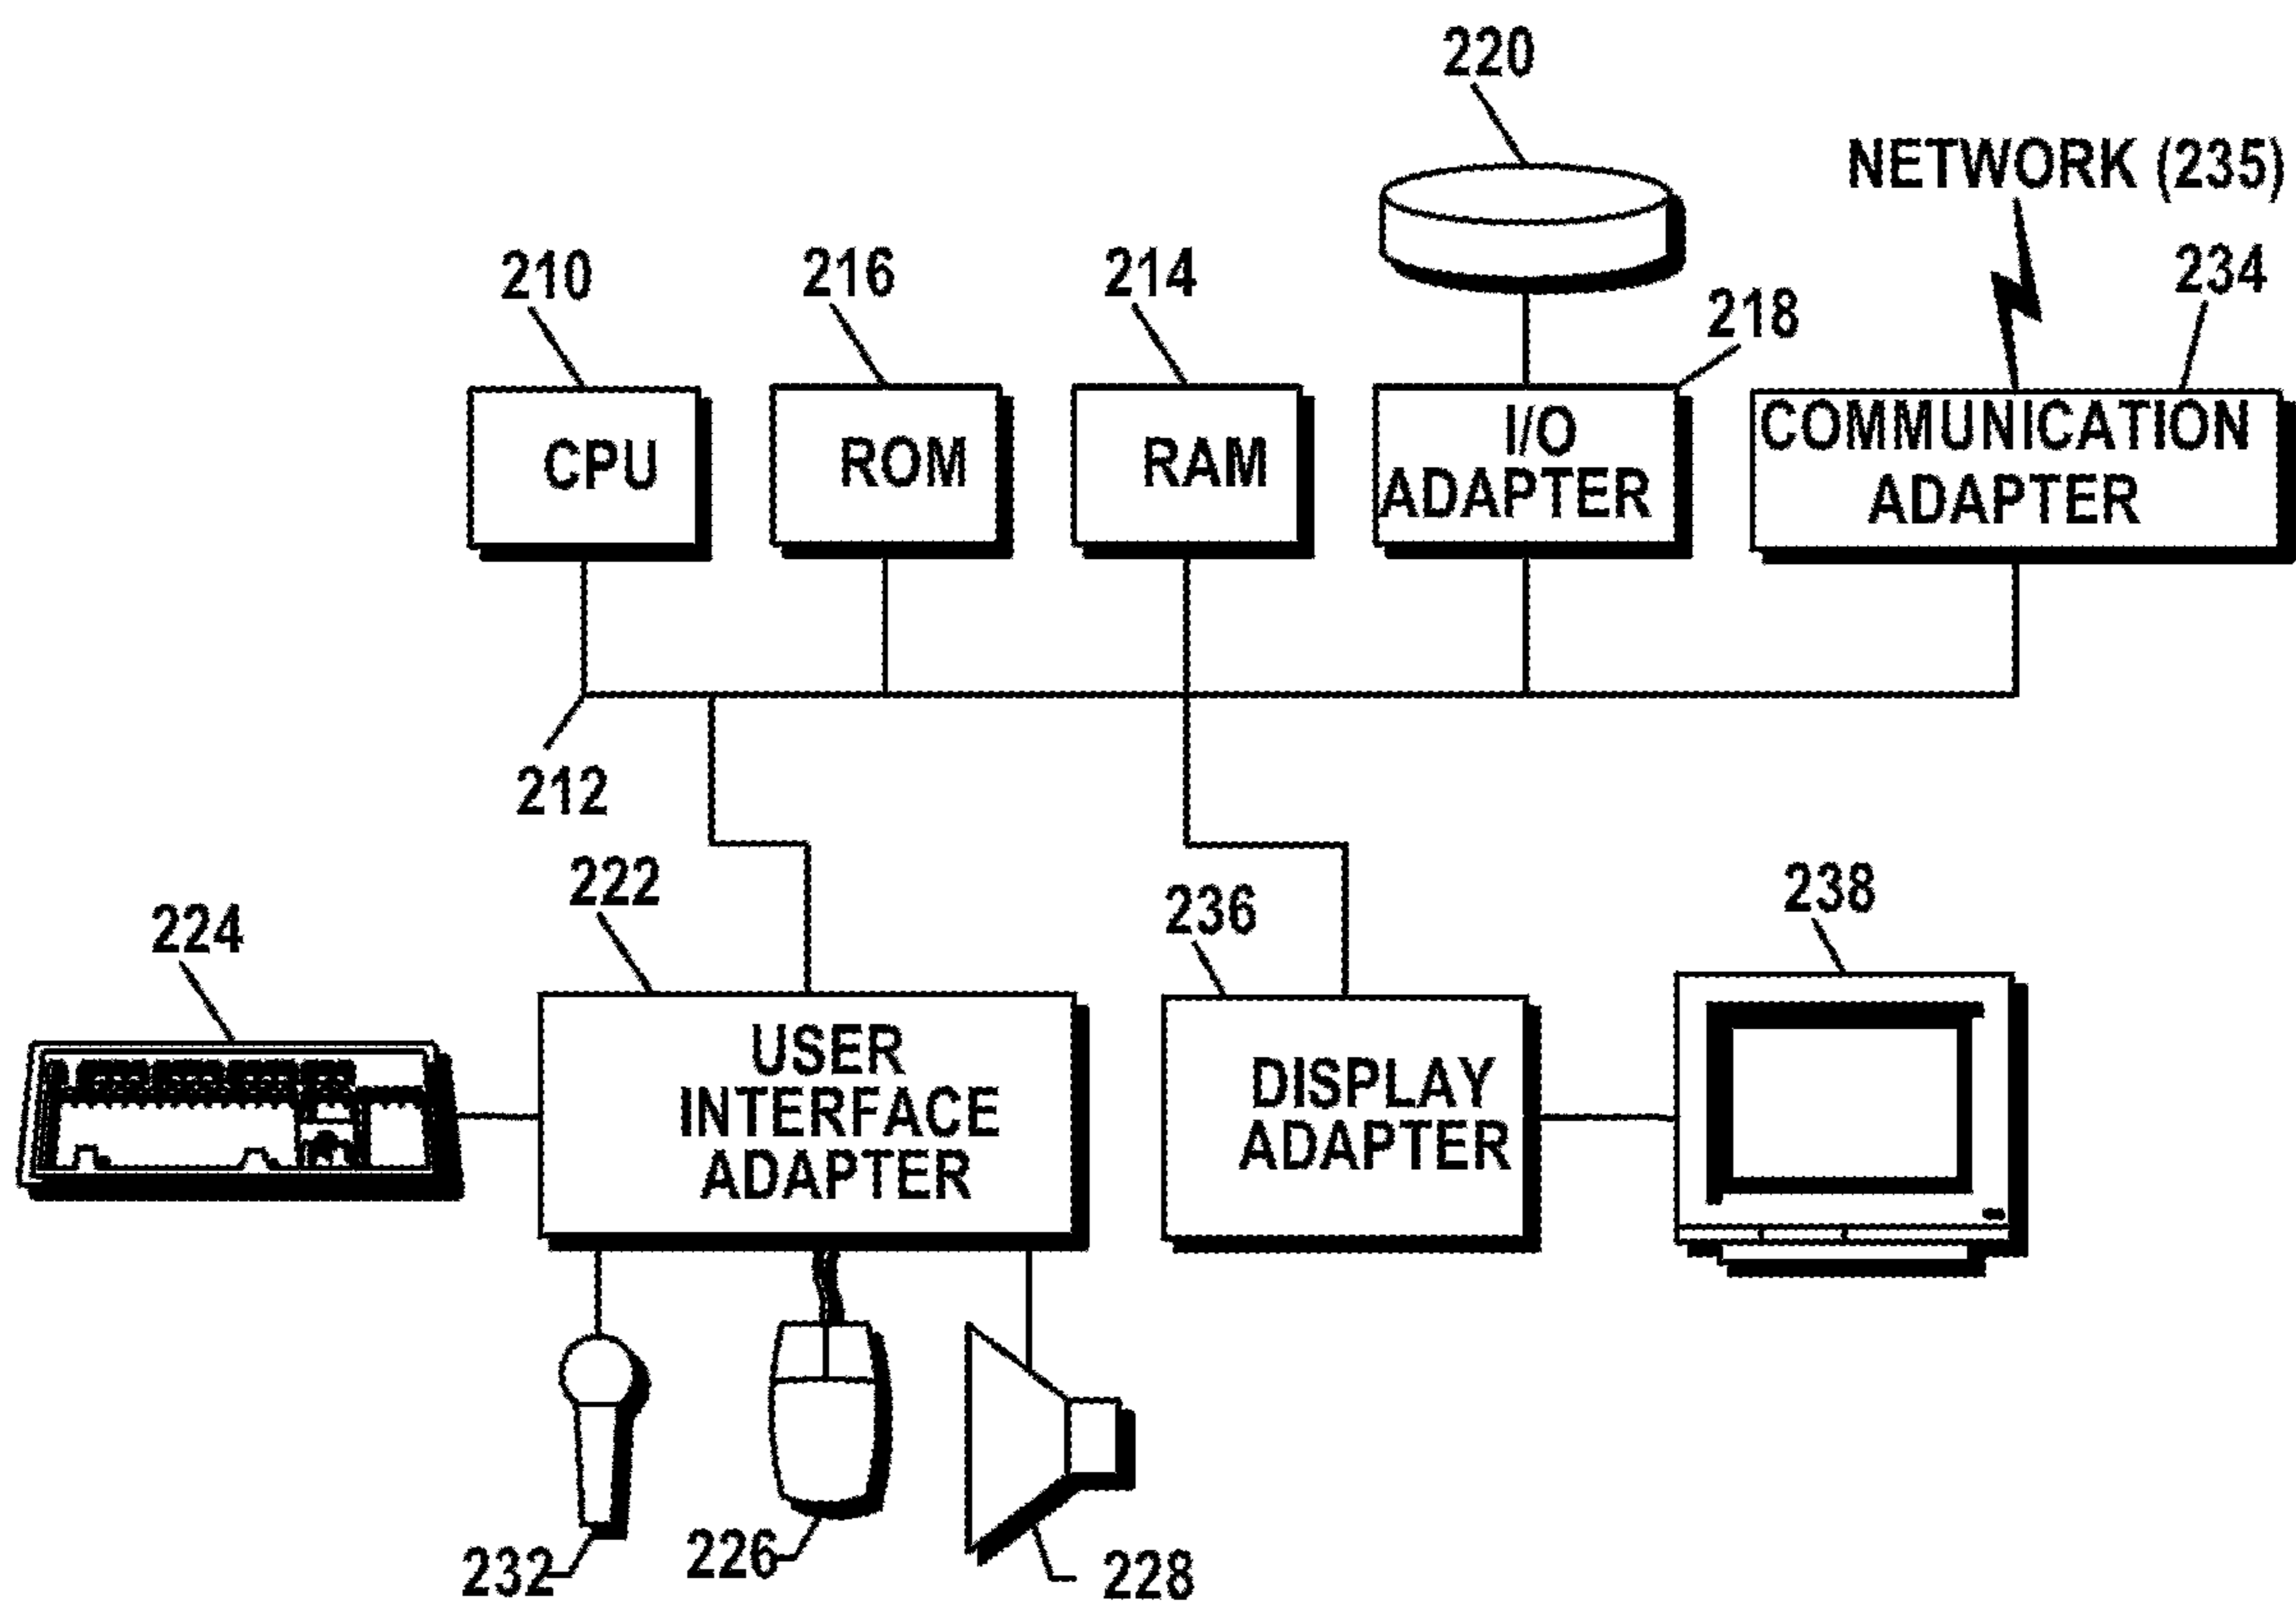 220
NETWORK (235)
210
216
214
218
234
CPU
ROM
RAM
I/O
ADAPTER
COMMUNICATION
ADAPTER
212
222
224
236
238
USER
INTERFACE
ADAPTER
DISPLAY
ADAPTER
232
226
228